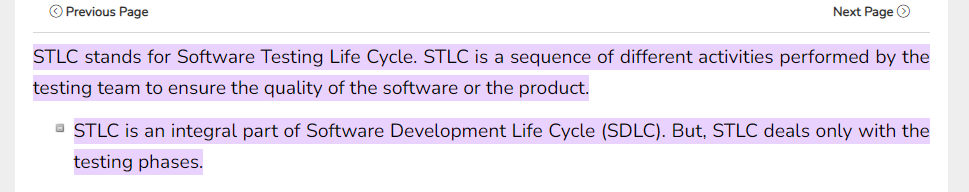 Previous Page
Next Page
STLC stands for Software Testing Life Cycle. STLC is a sequence of different activities performed by the
testing team to ensure the quality of the software or the product.
STLC is an integral part of Software Development Life Cycle (SDLC). But, STLC deals only with the
testing phases.